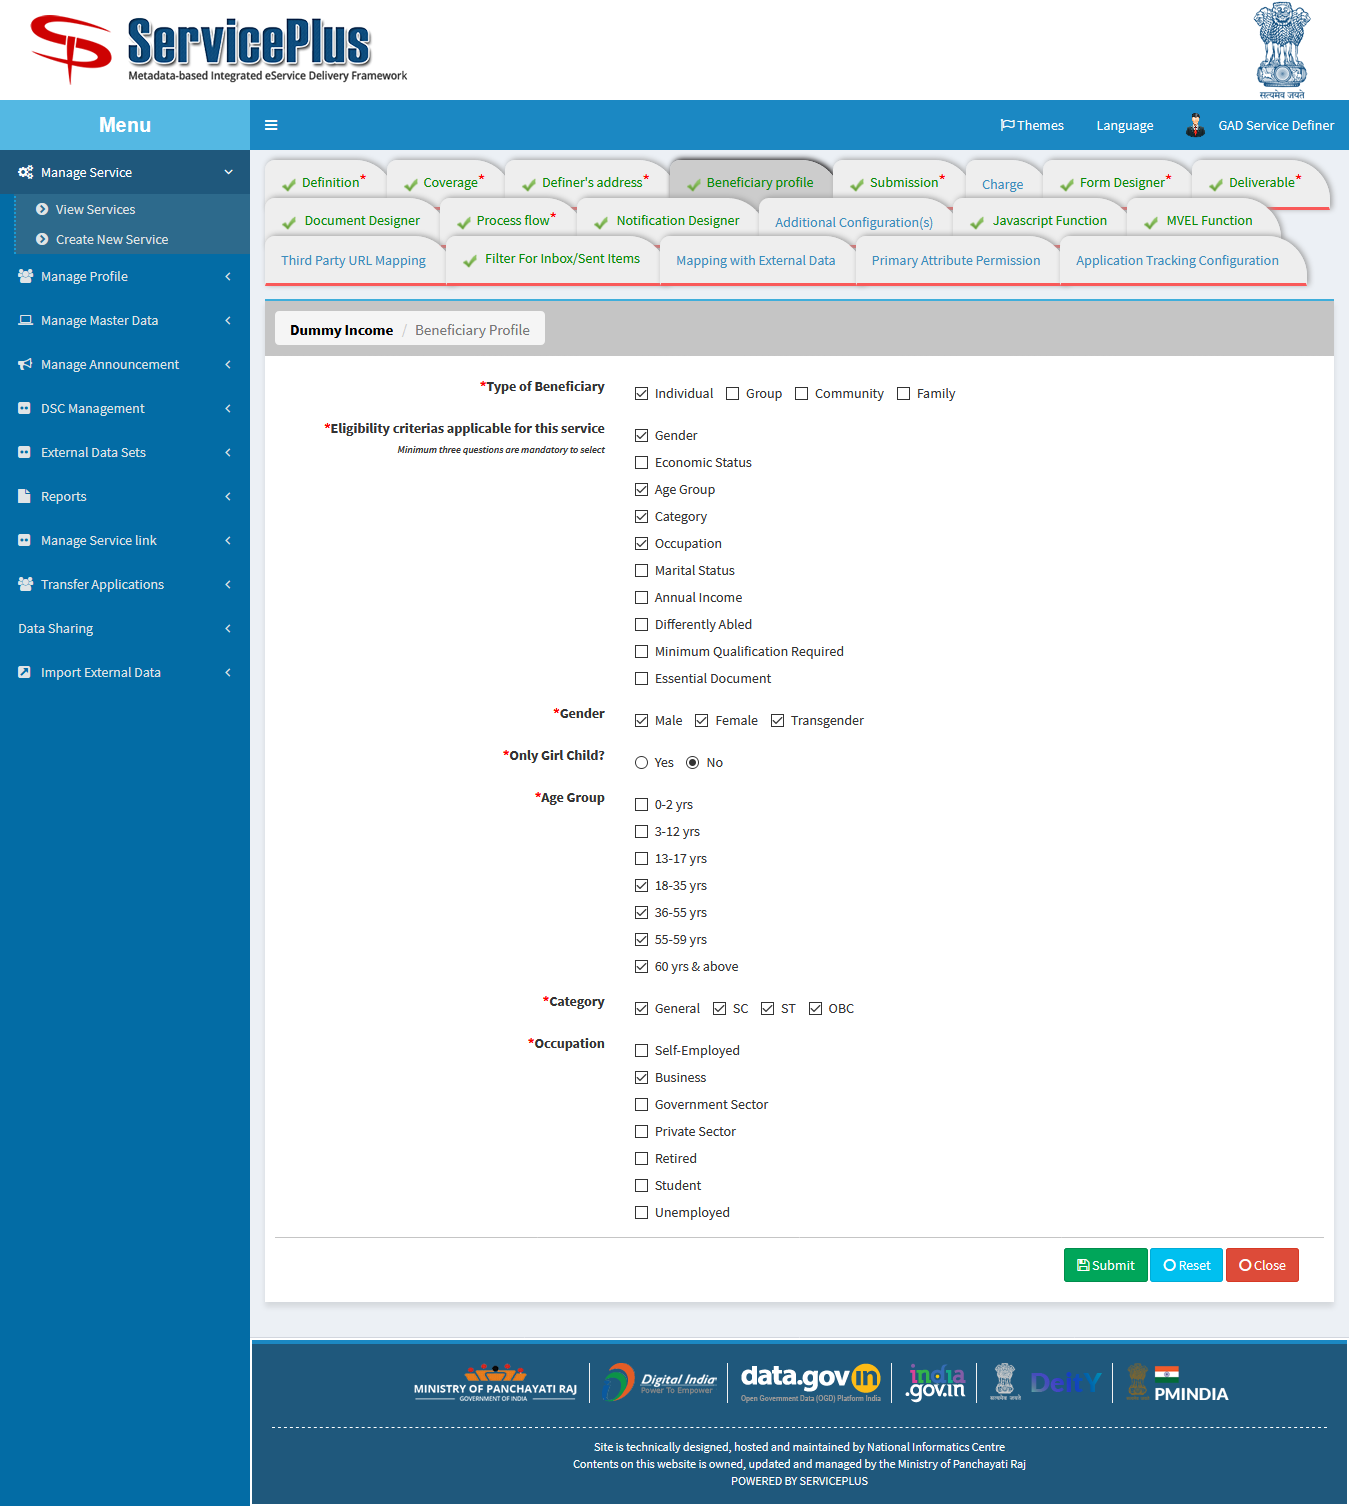 ServicePlus
Metadata-based Integrated eService Delivery Framework
सत्यमेव जयते
Menu
Themes Language GAD Service Definer
Manage Service
View Services
Create New Service
Manage Profile
Manage Master Data
Manage Announcement
DSC Management
External Data Sets
Reports
Manage Service link
Transfer Applications
Data Sharing
Import External Data
Definition* Coverage* Definer's address* Beneficiary profile Submission* Charge Form Designer* Deliverable*
Document Designer Process flow* Notification Designer Additional Configuration(s) Javascript Function MVEL Function
Third Party URL Mapping Filter For Inbox/Sent Items Mapping with External Data Primary Attribute Permission Application Tracking Configuration
Dummy Income / Beneficiary Profile
*Type of Beneficiary Individual Group Community Family
*Eligibility criterias applicable for this service
Minimum three questions are mandatory to select
Gender
Economic Status
Age Group
Category
Occupation
Marital Status
Annual Income
Differently Abled
Minimum Qualification Required
Essential Document
*Gender Male Female Transgender
*Only Girl Child? Yes No
*Age Group 0-2 yrs
3-12 yrs
13-17 yrs
18-35 yrs
36-55 yrs
55-59 yrs
60 yrs & above
*Category General SC ST OBC
*Occupation Self-Employed
Business
Government Sector
Private Sector
Retired
Student
Unemployed
Submit Reset Close
MINISTRY OF PANCHAYATI RAJ
GOVERNMENT OF INDIA
Digital India
Power To Empower
data.gov in
Open Government Data (OGD) Platform India
india
.gov.in
DeitY
PMINDIA
Site is technically designed, hosted and maintained by National Informatics Centre
Contents on this website is owned, updated and managed by the Ministry of Panchayati Raj
POWERED BY SERVICEPLUS